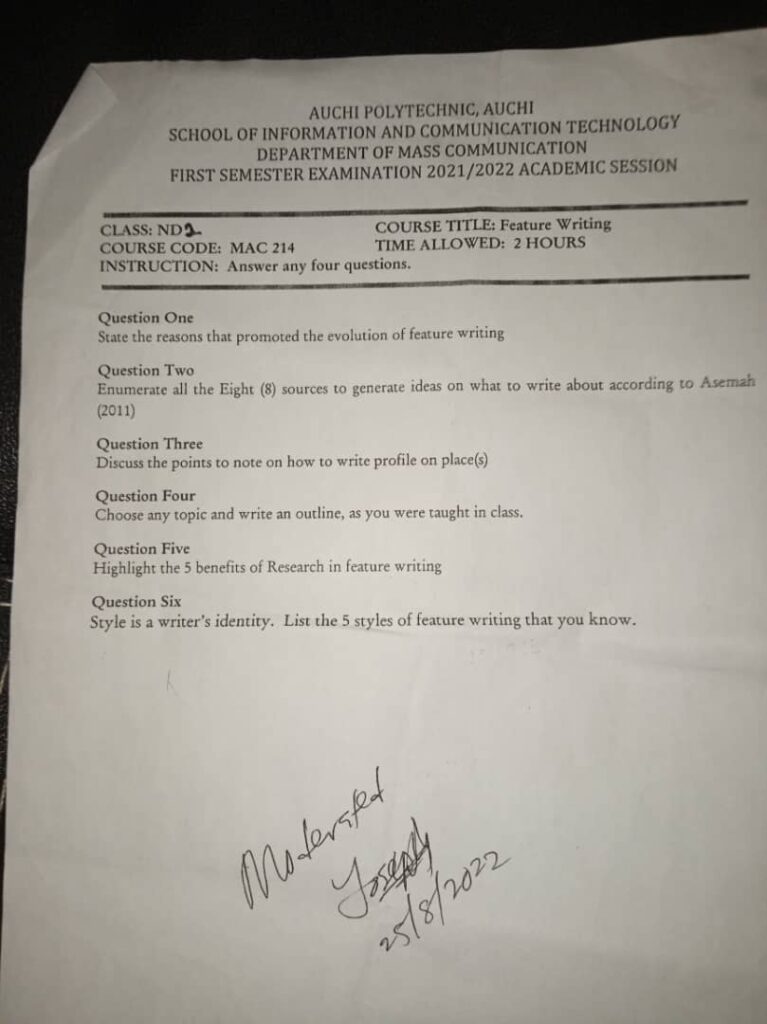 AUCHI POLYTECHNIC, AUCHI
SCHOOL OF INFORMATION AND COMMUNICATION TECHNOLOGY
DEPARTMENT OF MASS COMMUNICATION
FIRST SEMESTER EXAMINATION 2021/2022 ACADEMIC SESSION
CLASS: ND2 COURSE TITLE: Feature Writing
COURSE CODE: MAC 214 TIME ALLOWED: 2 HOURS
INSTRUCTION: Answer any four questions.
Question One
State the reasons that promoted the evolution of feature writing
Question Two
Enumerate all the Eight (8) sources to generate ideas on what to write about according to Asemah
(2011)
Question Three
Discuss the points to note on how to write profile on place(s)
Question Four
Choose any topic and write an outline, as you were taught in class.
Question Five
Highlight the 5 benefits of Research in feature writing
Question Six
Style is a writer's identity. List the 5 styles of feature writing that you know.
Moderated
Joseph
25/8/2022